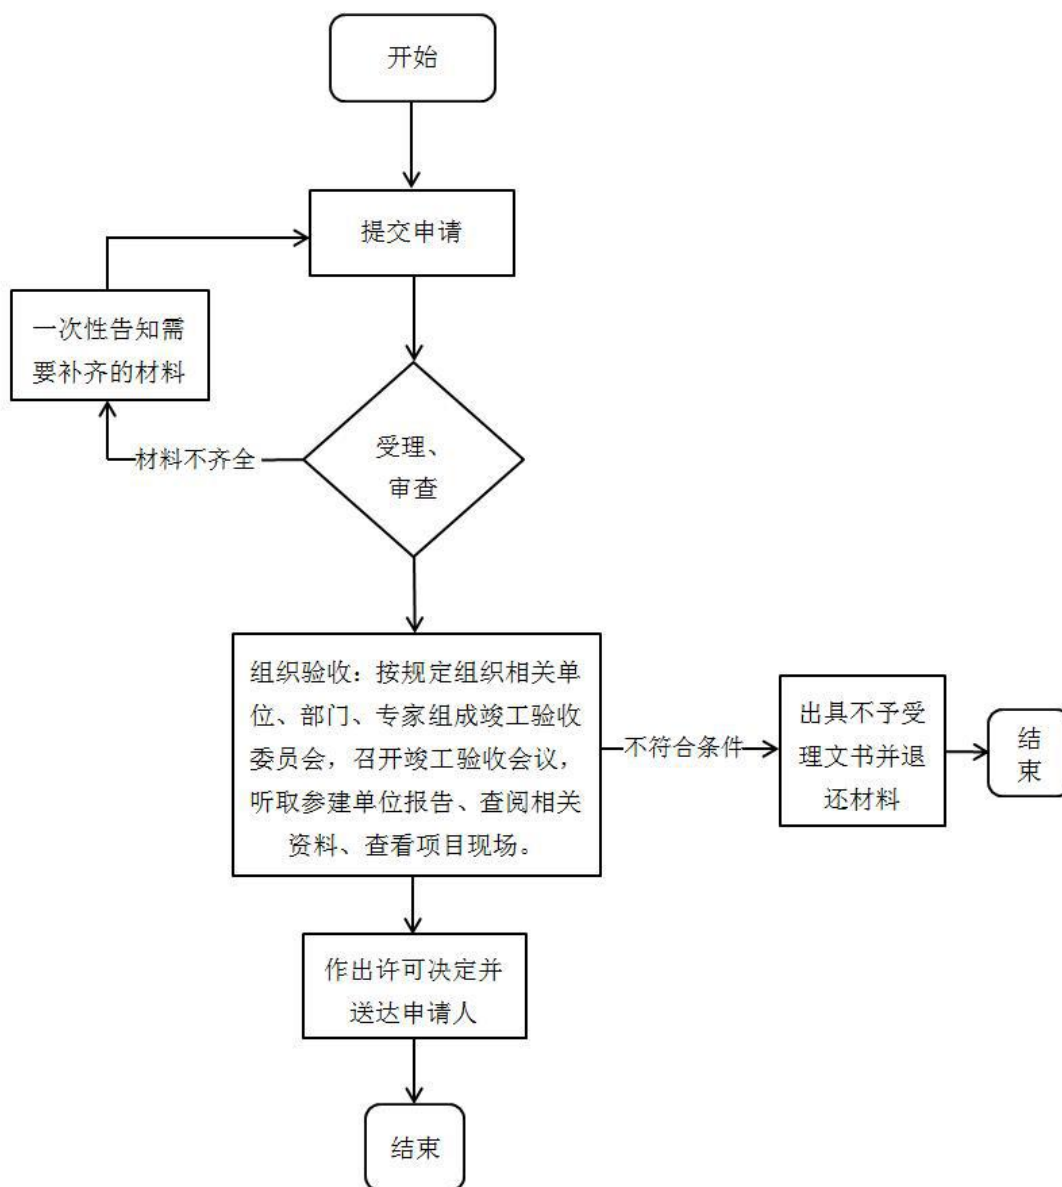 开始
提交申请
一次性告知需
要补齐的材料
受理、
审查
材料不齐全
组织验收：按规定组织相关单
位、部门、专家组成竣工验收
委员会，召开竣工验收会议，
听取参建单位报告、查阅相关
资料、查看项目现场。
不符合条件
出具不予受
理文书并退
还材料
结
束
作出许可决定并
送达申请人
结束